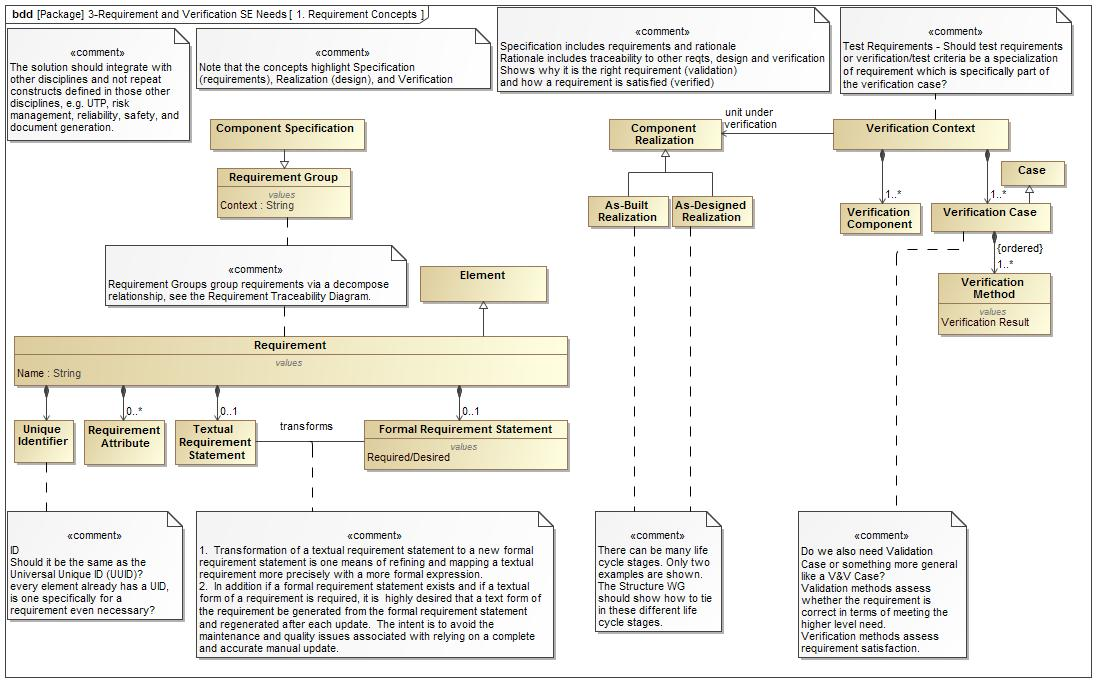 bdd [Package] 3-Requirement and Verification SE Needs [ 1. Requirement Concepts ]
«comment»
The solution should integrate with
other disciplines and not repeat
constructs defined in those other
disciplines, e.g. UTP, risk
management, reliability, safety, and
document generation.
«comment»
Note that the concepts highlight Specification
(requirements), Realization (design), and Verification
«comment»
Specification includes requirements and rationale
Rationale includes traceability to other reqts, design and verification
Shows why it is the right requirement (validation)
and how a requirement is satisfied (verified)
«comment»
Test Requirements - Should test requirements
or verification/test criteria be a specialization
of requirement which is specifically part of
the verification case?
Component Specification
Requirement Group
values
Context : String
«comment»
Requirement Groups group requirements via a decompose
relationship, see the Requirement Traceability Diagram.
Element
Requirement
values
Name : String
0..*
0..1
0..1
Unique
Identifier
Requirement
Attribute
Textual
Requirement
Statement
transforms
Formal Requirement Statement
values
Required/Desired
Component
Realization
unit under
verification
Verification Context
As-Built
Realization
As-Designed
Realization
1..*
1..*
Case
Verification
Component
Verification Case
{ordered}
1..*
Verification
Method
values
Verification Result
«comment»
ID
Should it be the same as the
Universal Unique ID (UUID)?
every element already has a UID,
is one specifically for a
requirement even necessary?
«comment»
1. Transformation of a textual requirement statement to a new formal
requirement statement is one means of refining and mapping a textual
requirement more precisely with a more formal expression.
2. In addition if a formal requirement statement exists and if a textual
form of a requirement is required, it is highly desired that a text form of
the requirement be generated from the formal requirement statement
and regenerated after each update. The intent is to avoid the
maintenance and quality issues associated with relying on a complete
and accurate manual update.
«comment»
There can be many life
cycle stages. Only two
examples are shown.
The Structure WG
should show how to tie
in these different life
cycle stages.
«comment»
Do we also need Validation
Case or something more general
like a V&V Case?
Validation methods assess
whether the requirement is
correct in terms of meeting the
higher level need.
Verification methods assess
requirement satisfaction.